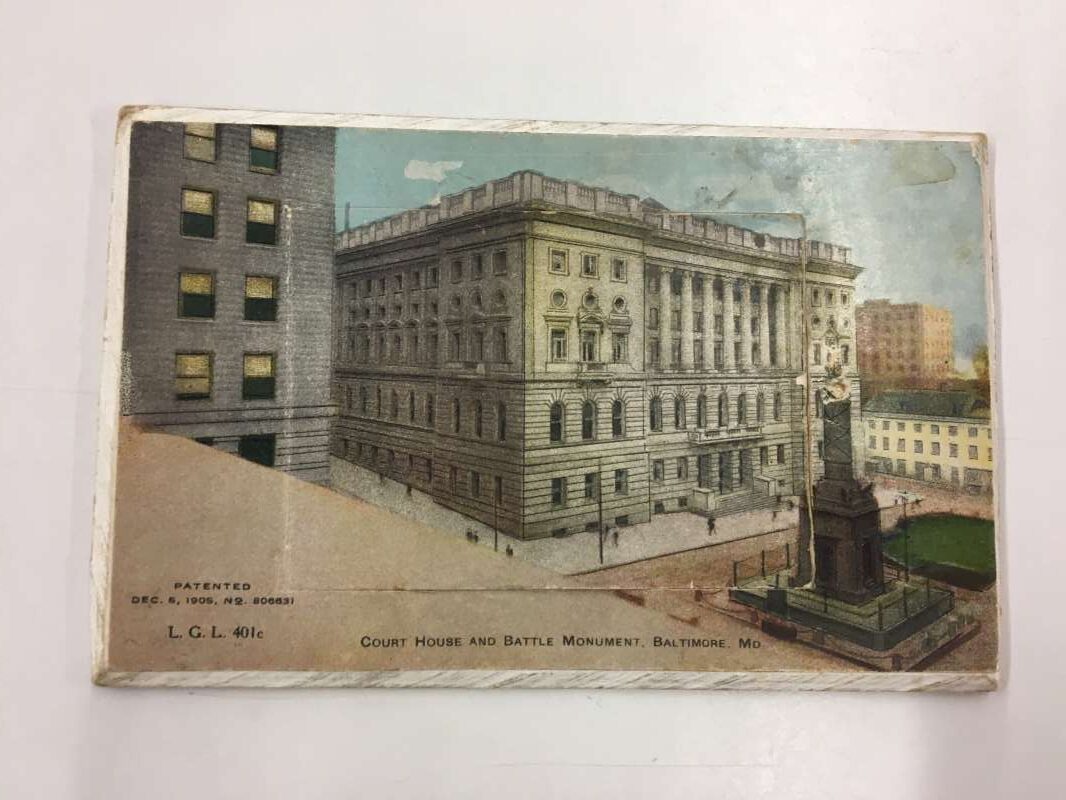 PATENTED
DEC. 5, 1905, NO. 806631
L. G. L. 401c
COURT HOUSE AND BATTLE MONUMENT, BALTIMORE, MD